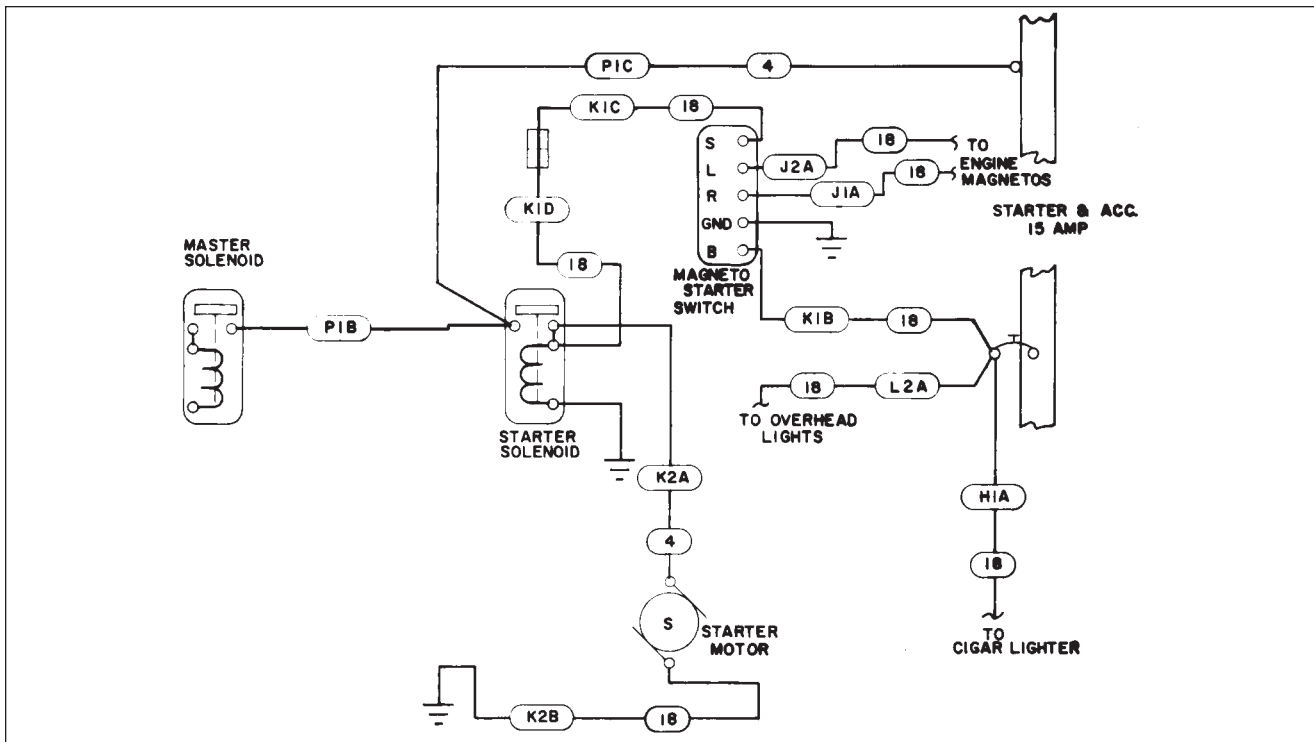 P1C
4
K1C
18
S
L
R
GND
B
J2A
18
TO
ENGINE
MAGNETOS
J1A
18
STARTER & ACC.
15 AMP
K1D
18
MASTER
SOLENOID
MAGNETO
STARTER
SWITCH
P1B
K1B
18
18
L2A
TO OVERHEAD
LIGHTS
STARTER
SOLENOID
K2A
H1A
4
18
S
STARTER
MOTOR
TO
CIGAR LIGHTER
K2B
18